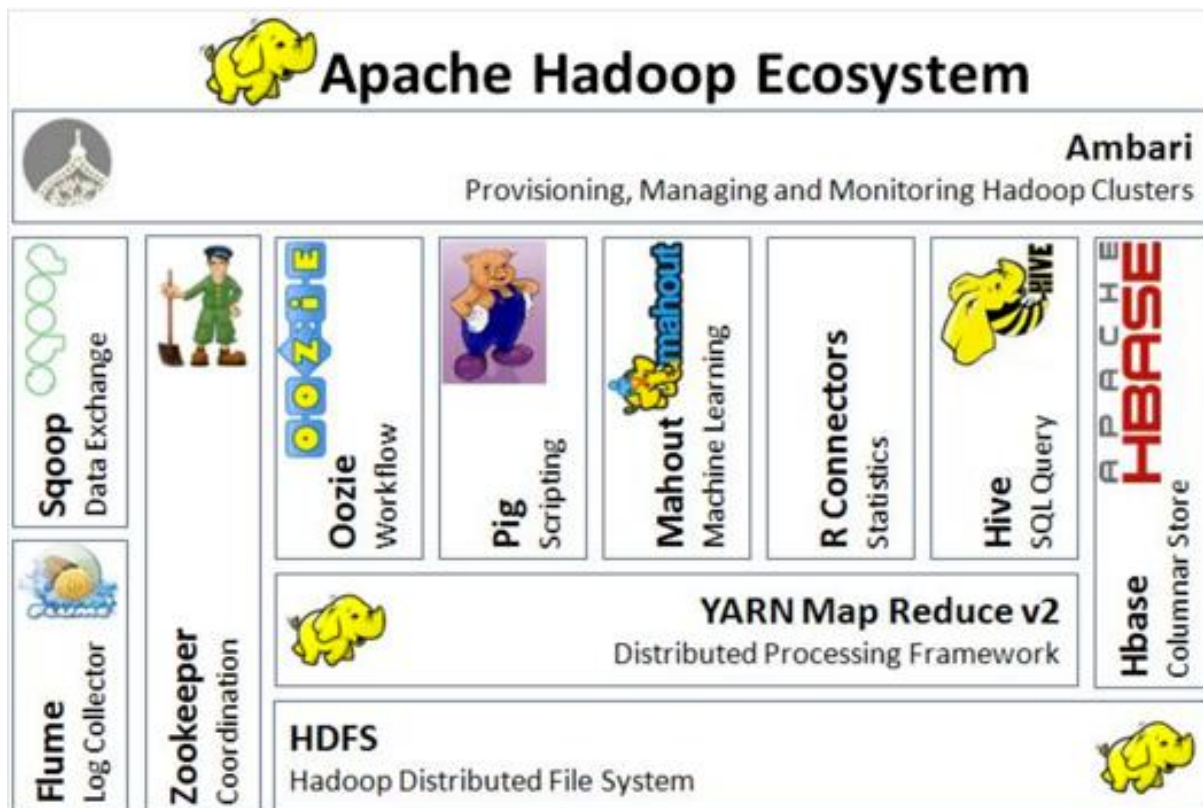 Apache Hadoop Ecosystem
Ambari
Provisioning, Managing and Monitoring Hadoop Clusters
sqoop
Sqoop
Data Exchange
Zookeeper
Coordination
OOZIE
Oozie
Workflow
Pig
Scripting
mahout
Mahout
Machine Learning
R Connectors
Statistics
HIVE
Hive
SQL Query
APACHE
HBASE
Hbase
Columnar Store
flume
Flume
Log Collector
YARN Map Reduce v2
Distributed Processing Framework
HDFS
Hadoop Distributed File System